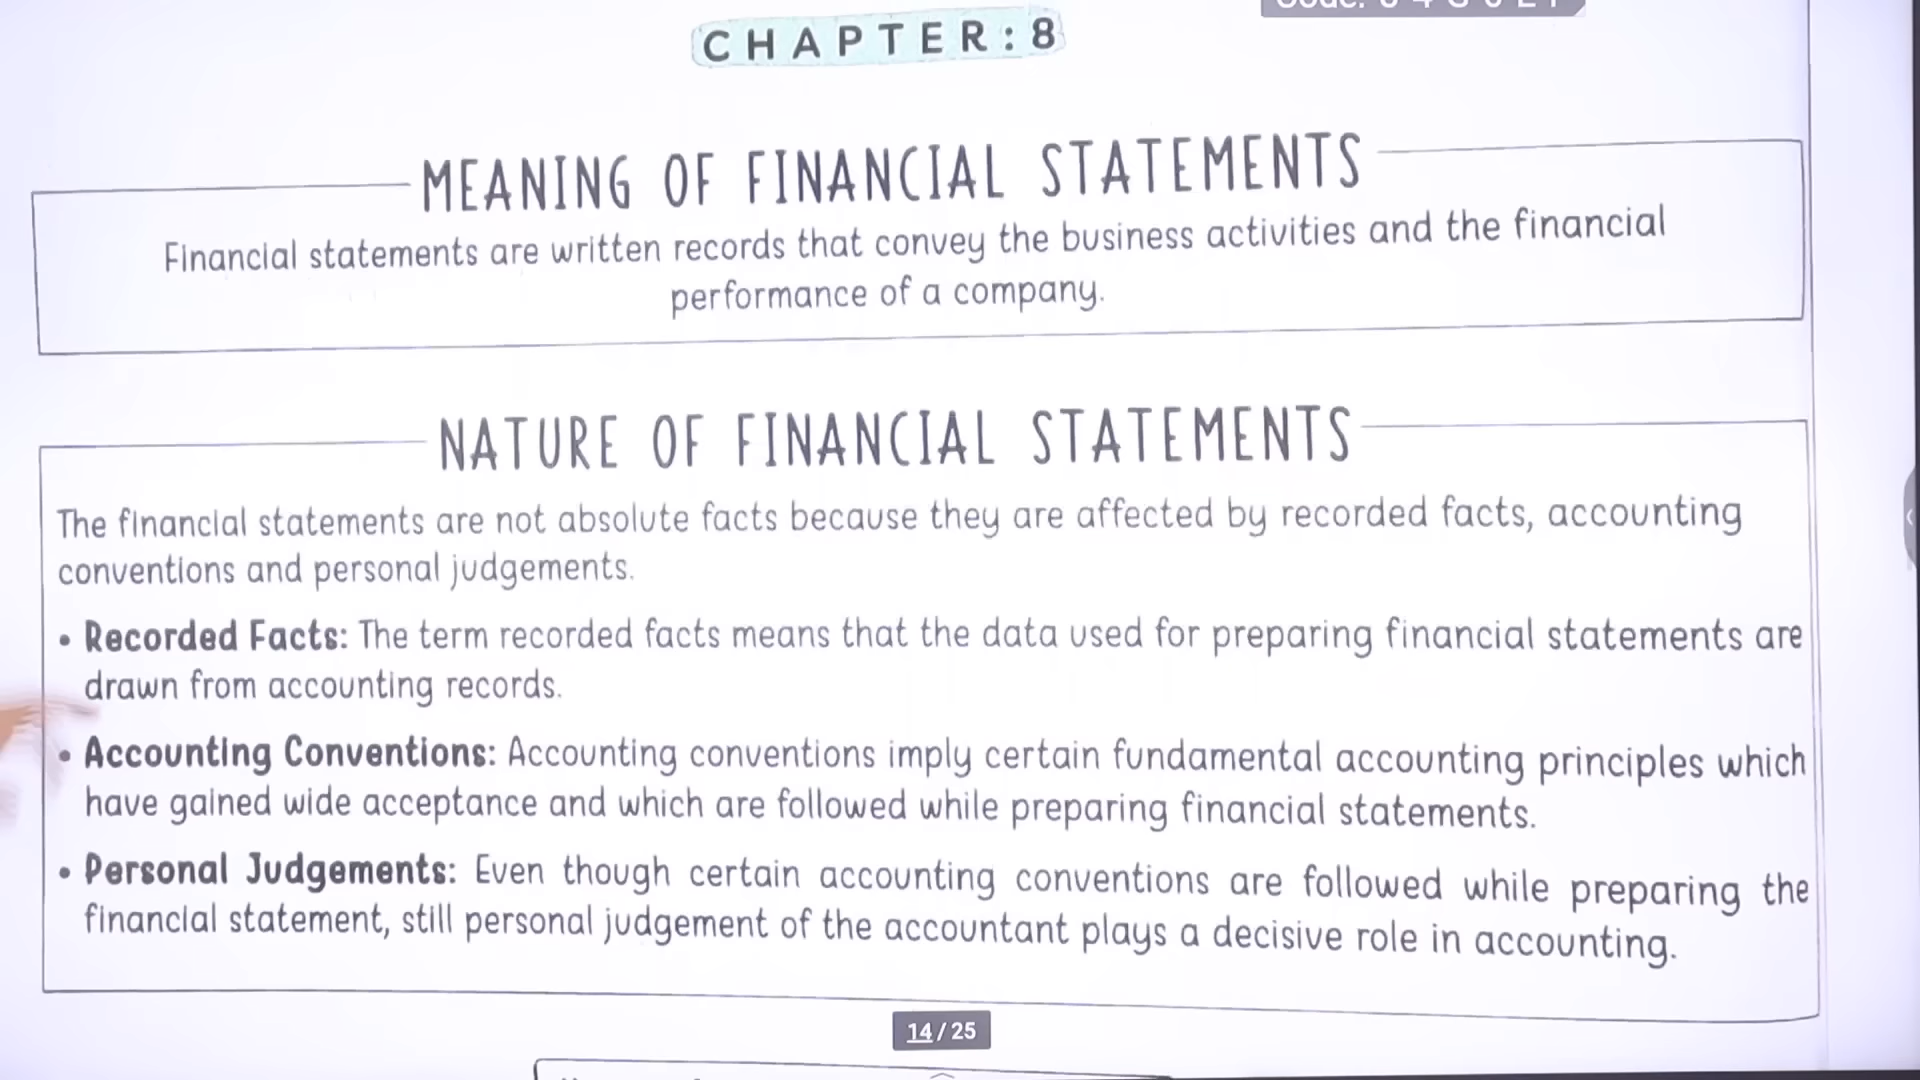 CHAPTER: 8
MEANING OF FINANCIAL STATEMENTS
Financial statements are written records that convey the business activities and the financial
performance of a company.
NATURE OF FINANCIAL STATEMENTS
The financial statements are not absolute facts because they are affected by recorded facts, accounting
conventions and personal judgements.
• Recorded Facts: The term recorded facts means that the data used for preparing financial statements are
drawn from accounting records.
• Accounting Conventions: Accounting conventions imply certain fundamental accounting principles which
have gained wide acceptance and which are followed while preparing financial statements.
• Personal Judgements: Even though certain accounting conventions are followed while preparing the
financial statement, still personal judgement of the accountant plays a decisive role in accounting.
14 / 25